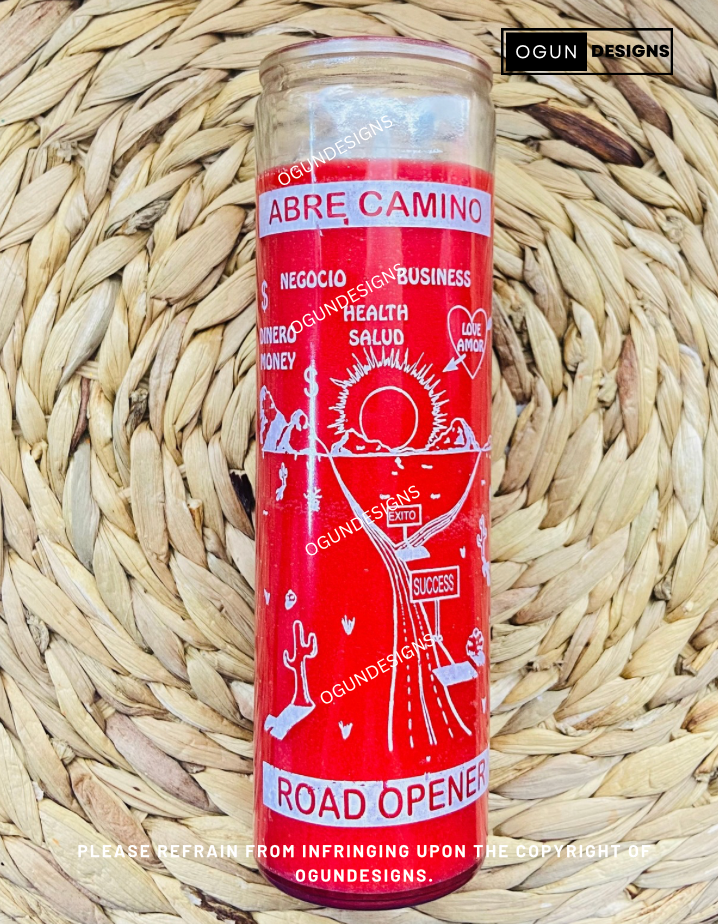 OGUN DESIGNS
OGUNDESIGNS
ABRE CAMINO
NEGOCIO BUSINESS
$
OGUNDESIGNS
HEALTH
DINERO SALUD LOVE
MONEY AMOR
$
OGUNDESIGNS
EXITO
SUCCESS
OGUNDESIGNS
ROAD OPENER
PLEASE REFRAIN FROM INFRINGING UPON THE COPYRIGHT OF
OGUNDESIGNS.